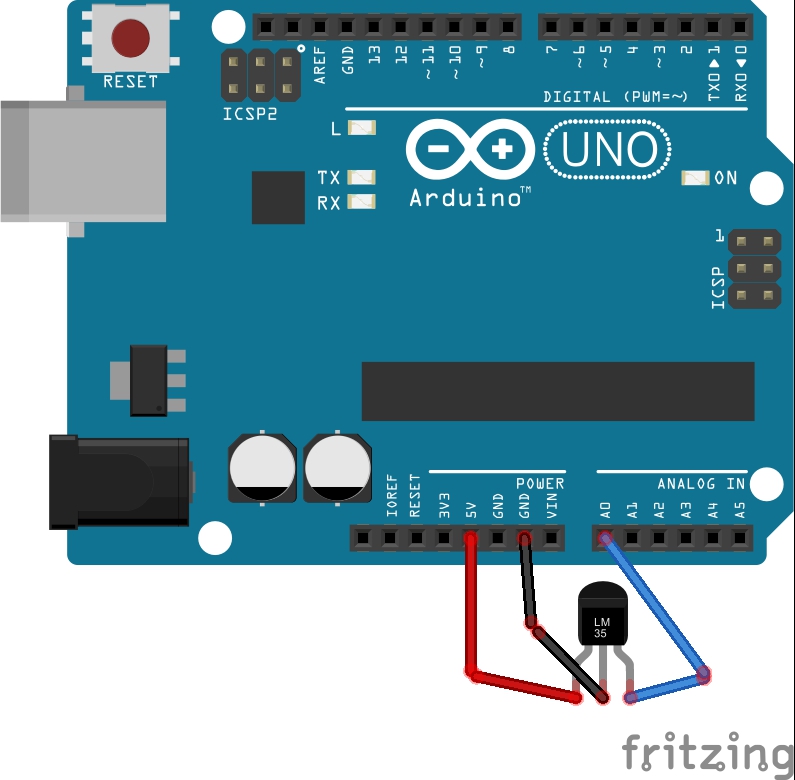 RESET
ICSP2
AREF
GND
13
12
~11
~10
~9
8
7
~6
~5
4
~3
2
TX0▶1
RX0◀0
DIGITAL (PWM=~)
L
TX
RX
UNO
Arduino™
ON
1
ICSP
POWER
ANALOG IN
IOREF
RESET
3V3
5V
GND
GND
VIN
A0
A1
A2
A3
A4
A5
LM
35
fritzing